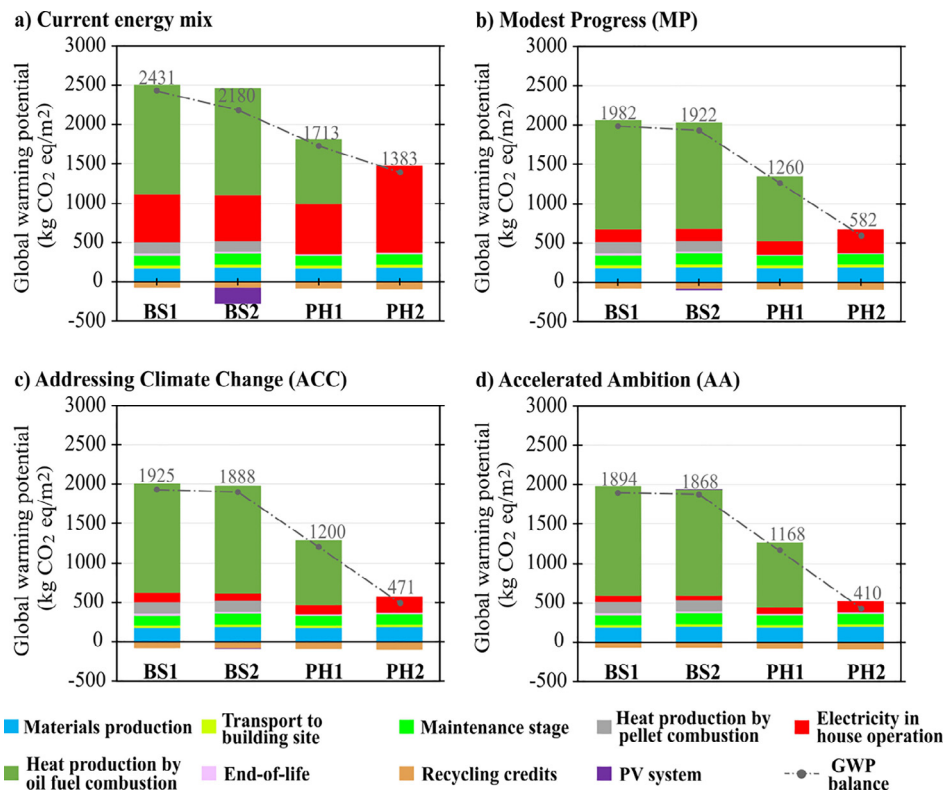 a) Current energy mix
Global warming potential
(kg CO2 eq/m2)
3000
2500
2000
1500
1000
500
0
-500
2431
2180
1713
1383
BS1
BS2
PH1
PH2
b) Modest Progress (MP)
Global warming potential
(kg CO2 eq/m2)
3000
2500
2000
1500
1000
500
0
-500
1982
1922
1260
582
BS1
BS2
PH1
PH2
c) Addressing Climate Change (ACC)
Global warming potential
(kg CO2 eq/m2)
3000
2500
2000
1500
1000
500
0
-500
1925
1888
1200
471
BS1
BS2
PH1
PH2
d) Accelerated Ambition (AA)
Global warming potential
(kg CO2 eq/m2)
3000
2500
2000
1500
1000
500
0
-500
1894
1868
1168
410
BS1
BS2
PH1
PH2
Materials production
Transport to
building site
Maintenance stage
Heat production by
pellet combustion
Electricity in
house operation
Heat production by
oil fuel combustion
End-of-life
Recycling credits
PV system
GWP
balance